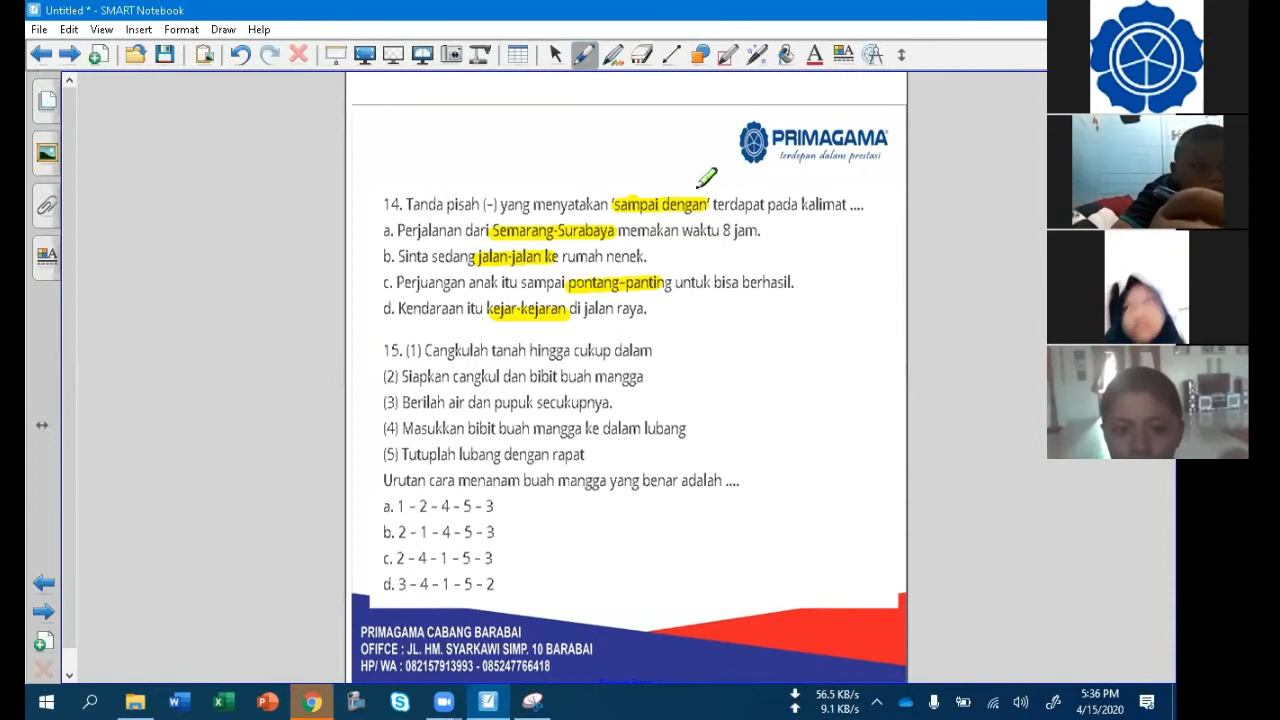 Untitled * - SMART Notebook
File Edit View Insert Format Draw Help
PRIMAGAMA
terdepan dalam prestasi
14. Tanda pisah (–) yang menyatakan 'sampai dengan' terdapat pada kalimat ....
a. Perjalanan dari Semarang-Surabaya memakan waktu 8 jam.
b. Sinta sedang jalan-jalan ke rumah nenek.
c. Perjuangan anak itu sampai pontang–panting untuk bisa berhasil.
d. Kendaraan itu kejar-kejaran di jalan raya.
15. (1) Cangkulah tanah hingga cukup dalam
(2) Siapkan cangkul dan bibit buah mangga
(3) Berilah air dan pupuk secukupnya.
(4) Masukkan bibit buah mangga ke dalam lubang
(5) Tutuplah lubang dengan rapat
Urutan cara menanam buah mangga yang benar adalah ....
a. 1 – 2 – 4 – 5 – 3
b. 2 – 1 – 4 – 5 – 3
c. 2 – 4 – 1 – 5 – 3
d. 3 – 4 – 1 – 5 – 2
PRIMAGAMA CABANG BARABAI
OFIFCE : JL. HM. SYARKAWI SIMP. 10 BARABAI
HP/ WA : 082157913993 - 085247766418
56.5 KB/s
9.1 KB/s
5:36 PM
4/15/2020